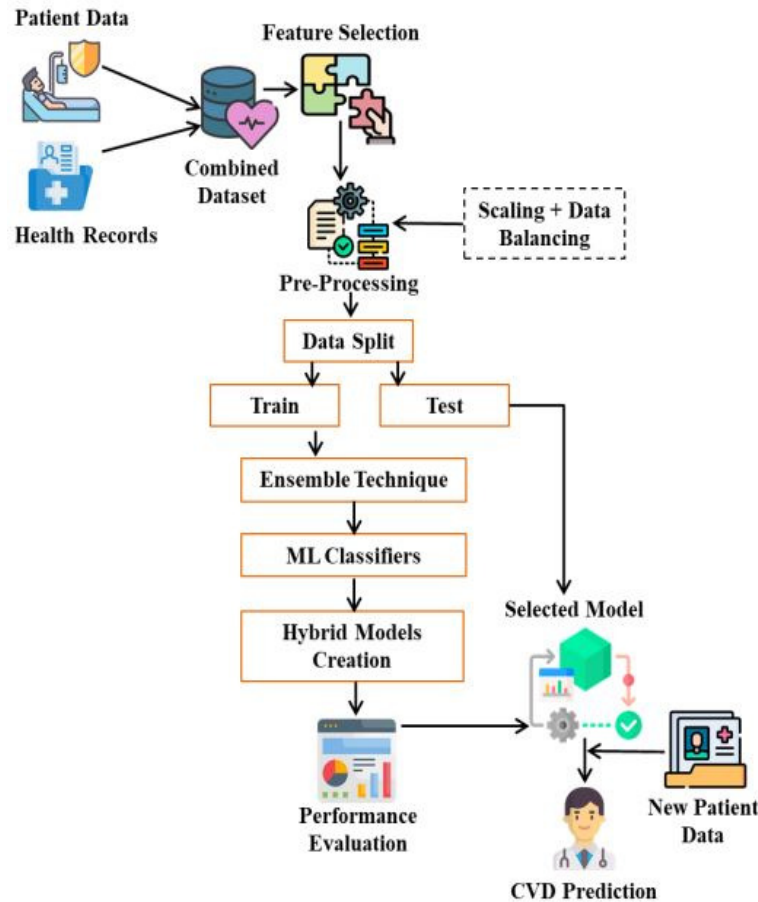 Patient Data
Feature Selection
Combined
Dataset
Health Records
Scaling + Data
Balancing
Pre-Processing
Data Split
Train
Test
Ensemble Technique
ML Classifiers
Selected Model
Hybrid Models
Creation
Performance
Evaluation
New Patient
Data
CVD Prediction